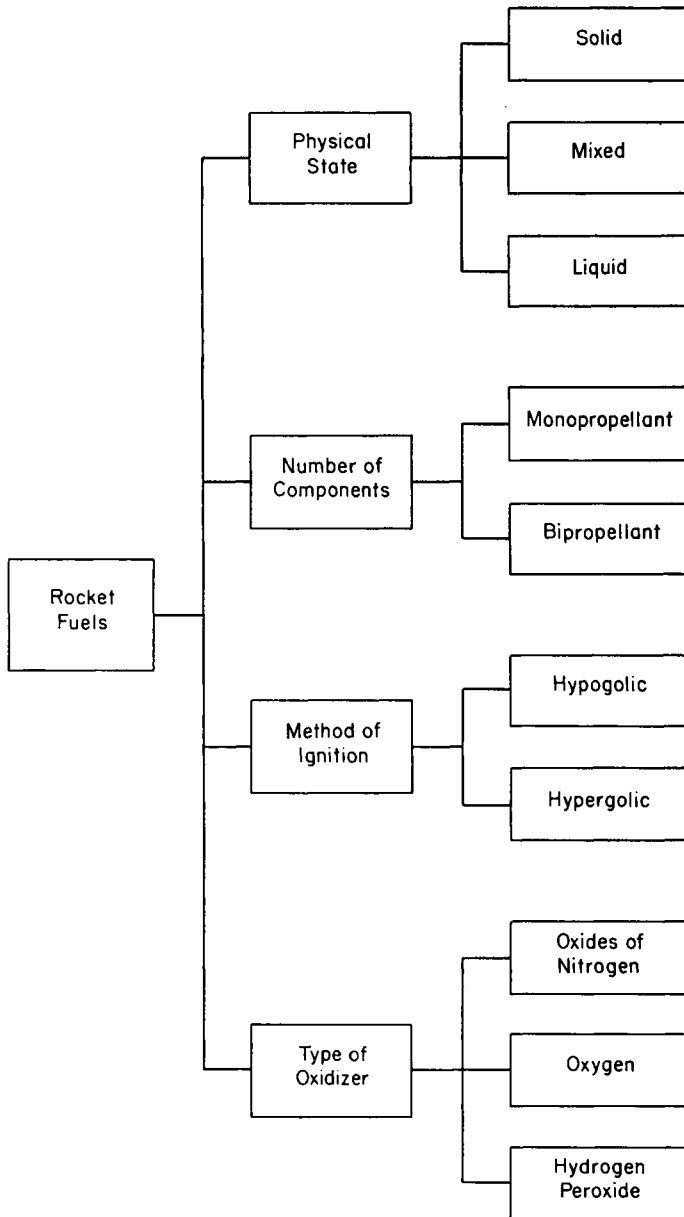 Solid
Physical
State
Mixed
Liquid
Monopropellant
Number of
Components
Bipropellant
Rocket
Fuels
Hypogolic
Method of
Ignition
Hypergolic
Oxides of
Nitrogen
Type of
Oxidizer
Oxygen
Hydrogen
Peroxide